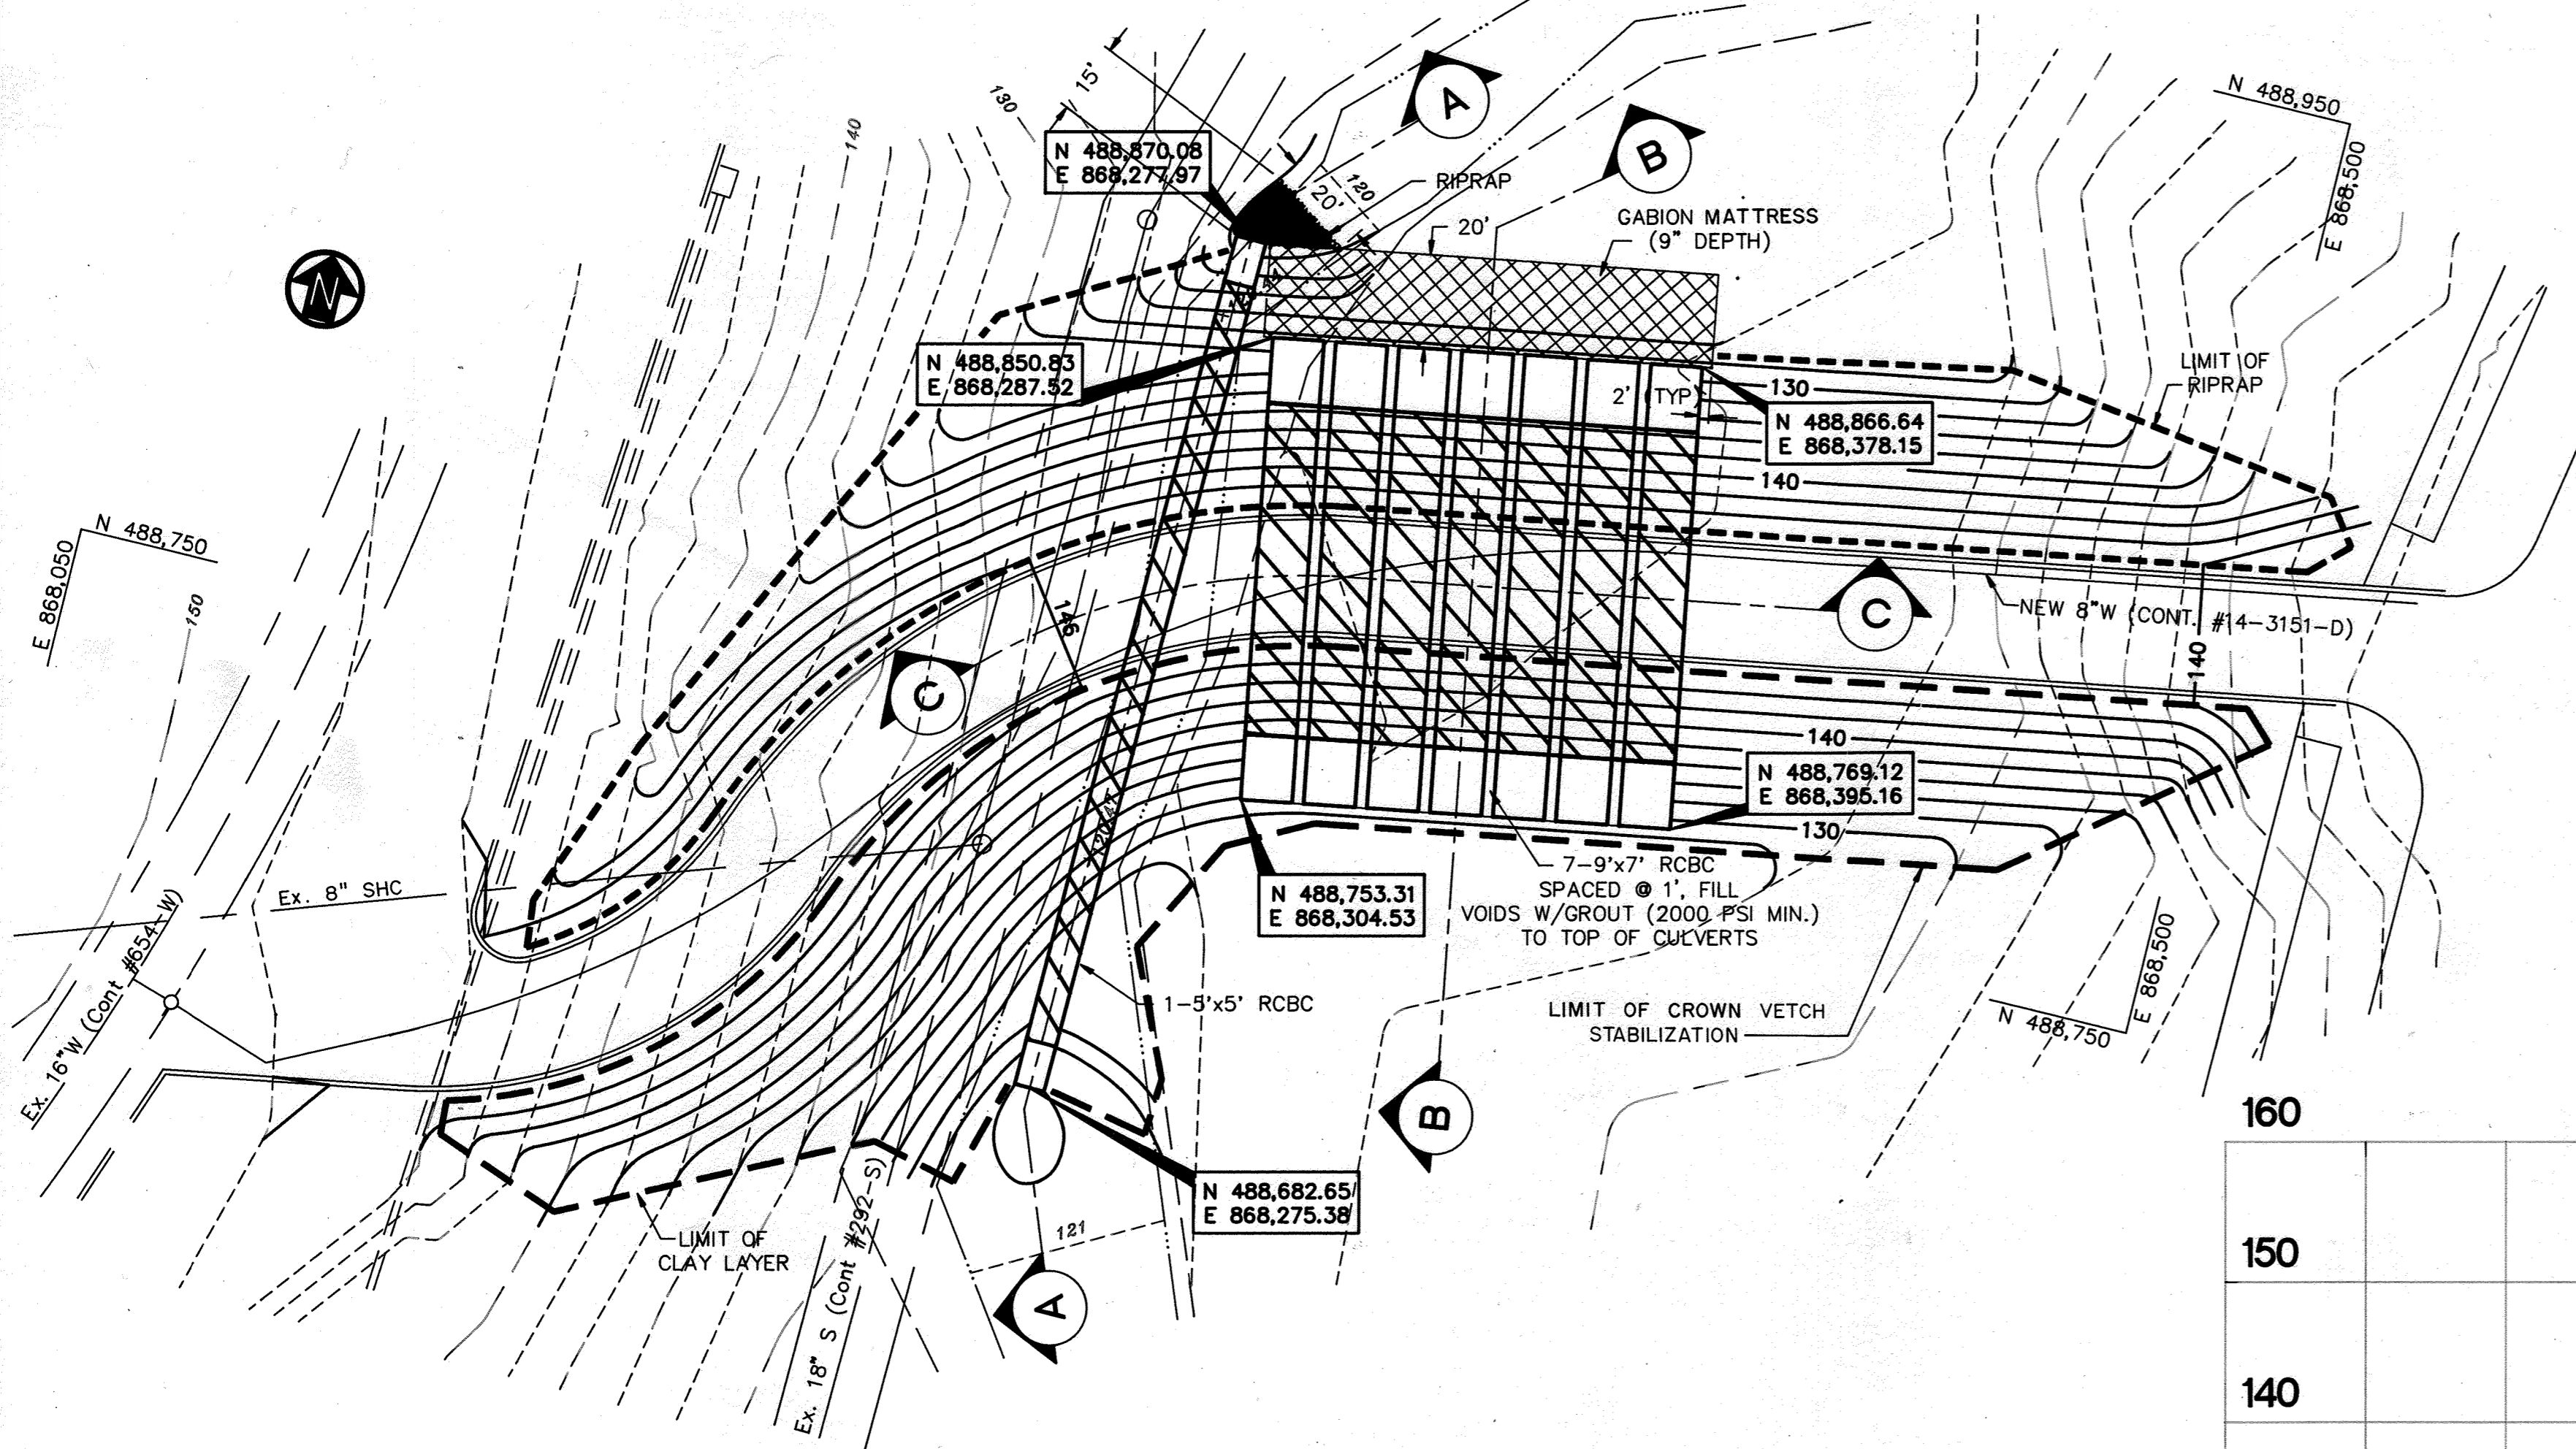 15'
A
130
140
N 488,870.08
E 868,277.97
B
N 488,950
E 868,500
120
20'
RIPRAP
20'
GABION MATTRESS
(9" DEPTH)
N
N 488,850.83
E 868,287.52
2' (TYP)
130
LIMIT OF
RIPRAP
N 488,866.64
E 868,378.15
140
N 488,750
E 868,050
150
146
C
C
NEW 8"W (CONT. #14-3151-D)
140
140
N 488,769.12
E 868,395.16
130
Ex. 8" SHC
Ex. 16"W (Cont #654-W)
N 488,753.31
E 868,304.53
7-9'x7' RCBC
SPACED @ 1', FILL
VOIDS W/GROUT (2000 PSI MIN.)
TO TOP OF CULVERTS
1-5'x5' RCBC
LIMIT OF CROWN VETCH
STABILIZATION
N 488,750
E 868,500
B
N 488,682.65
E 868,275.38
LIMIT OF
CLAY LAYER
121
A
Ex. 18" S (Cont #292-S)
160
150
140